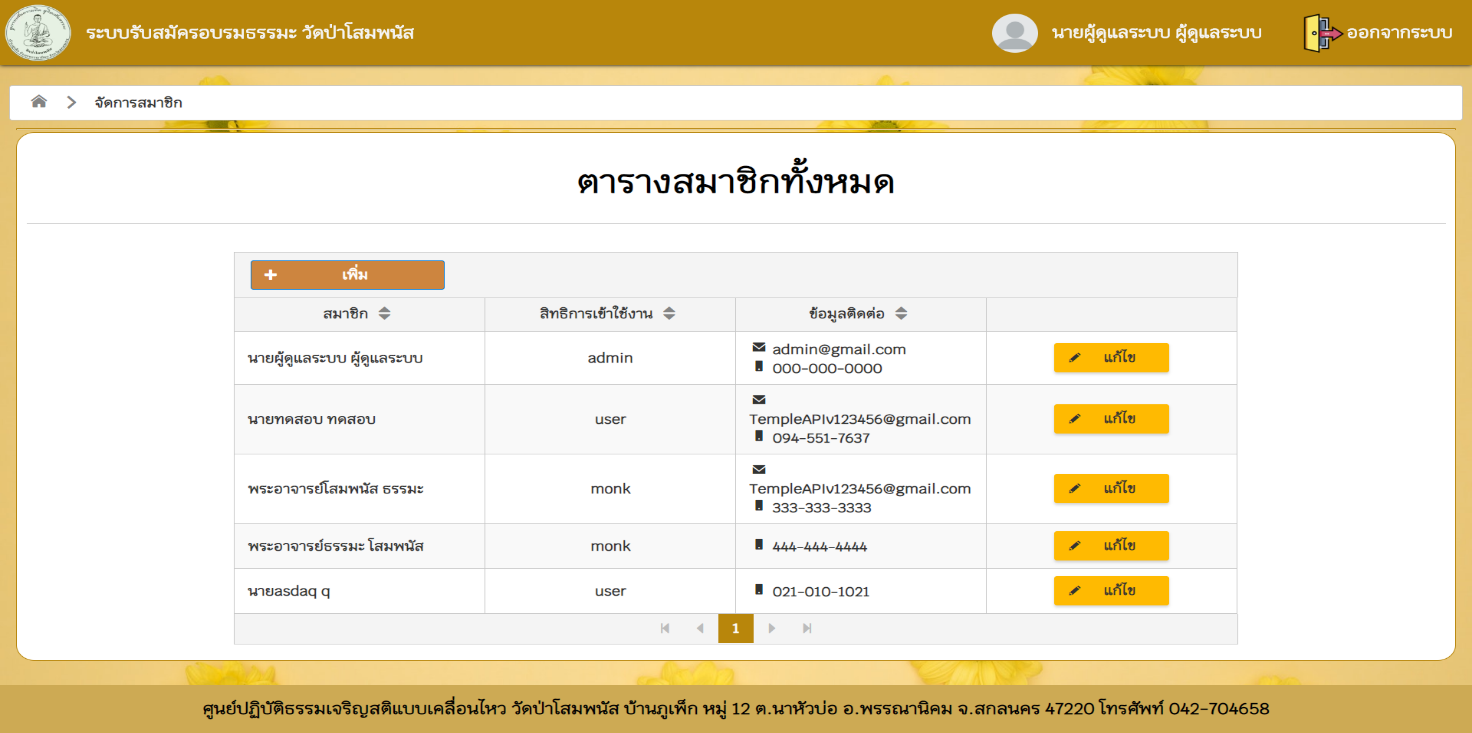 ระบบรับสมัครอบรมธรรมะ วัดป่าโสมพนัส
นายผู้ดูแลระบบ ผู้ดูแลระบบ
ออกจากระบบ
จัดการสมาชิก
ตารางสมาชิกทั้งหมด
เพิ่ม
สมาชิก สิทธิการเข้าใช้งาน ข้อมูลติดต่อ
นายผู้ดูแลระบบ ผู้ดูแลระบบ admin admin@gmail.com
000-000-0000
แก้ไข
นายทดสอบ ทดสอบ user TempleAPIv123456@gmail.com
094-551-7637
แก้ไข
พระอาจารย์โสมพนัส ธรรมะ monk TempleAPIv123456@gmail.com
333-333-3333
แก้ไข
พระอาจารย์ธรรมะ โสมพนัส monk 444-444-4444 แก้ไข
นายasdaq q user 021-010-1021 แก้ไข
1
ศูนย์ปฏิบัติธรรมเจริญสติแบบเคลื่อนไหว วัดป่าโสมพนัส บ้านภูเพ็ก หมู่ 12 ต.นาหัวบ่อ อ.พรรณานิคม จ.สกลนคร 47220 โทรศัพท์ 042-704658